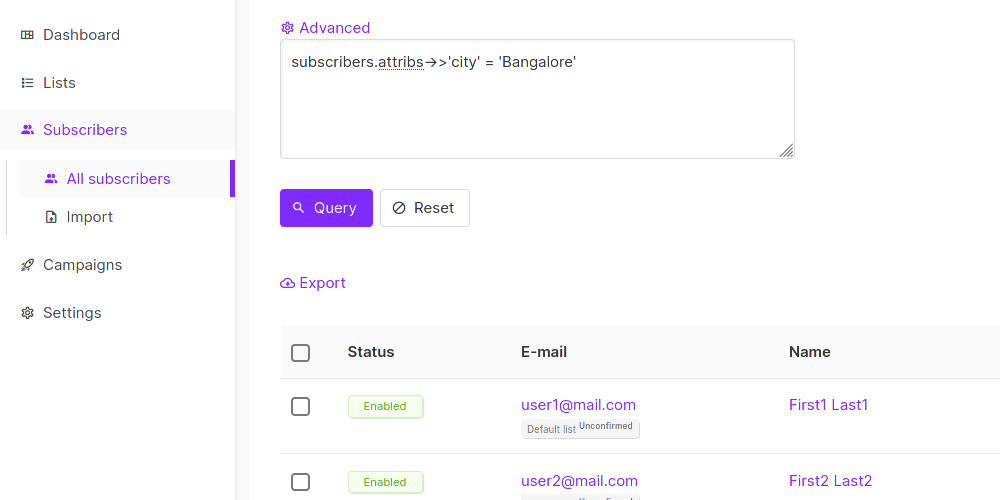 Dashboard
Lists
Subscribers
All subscribers
Import
Campaigns
Settings
Advanced
subscribers.attribs->>'city' = 'Bangalore'
Query Reset
Export
Status E-mail Name
Enabled user1@mail.com First1 Last1
Default list Unconfirmed
Enabled user2@mail.com First2 Last2